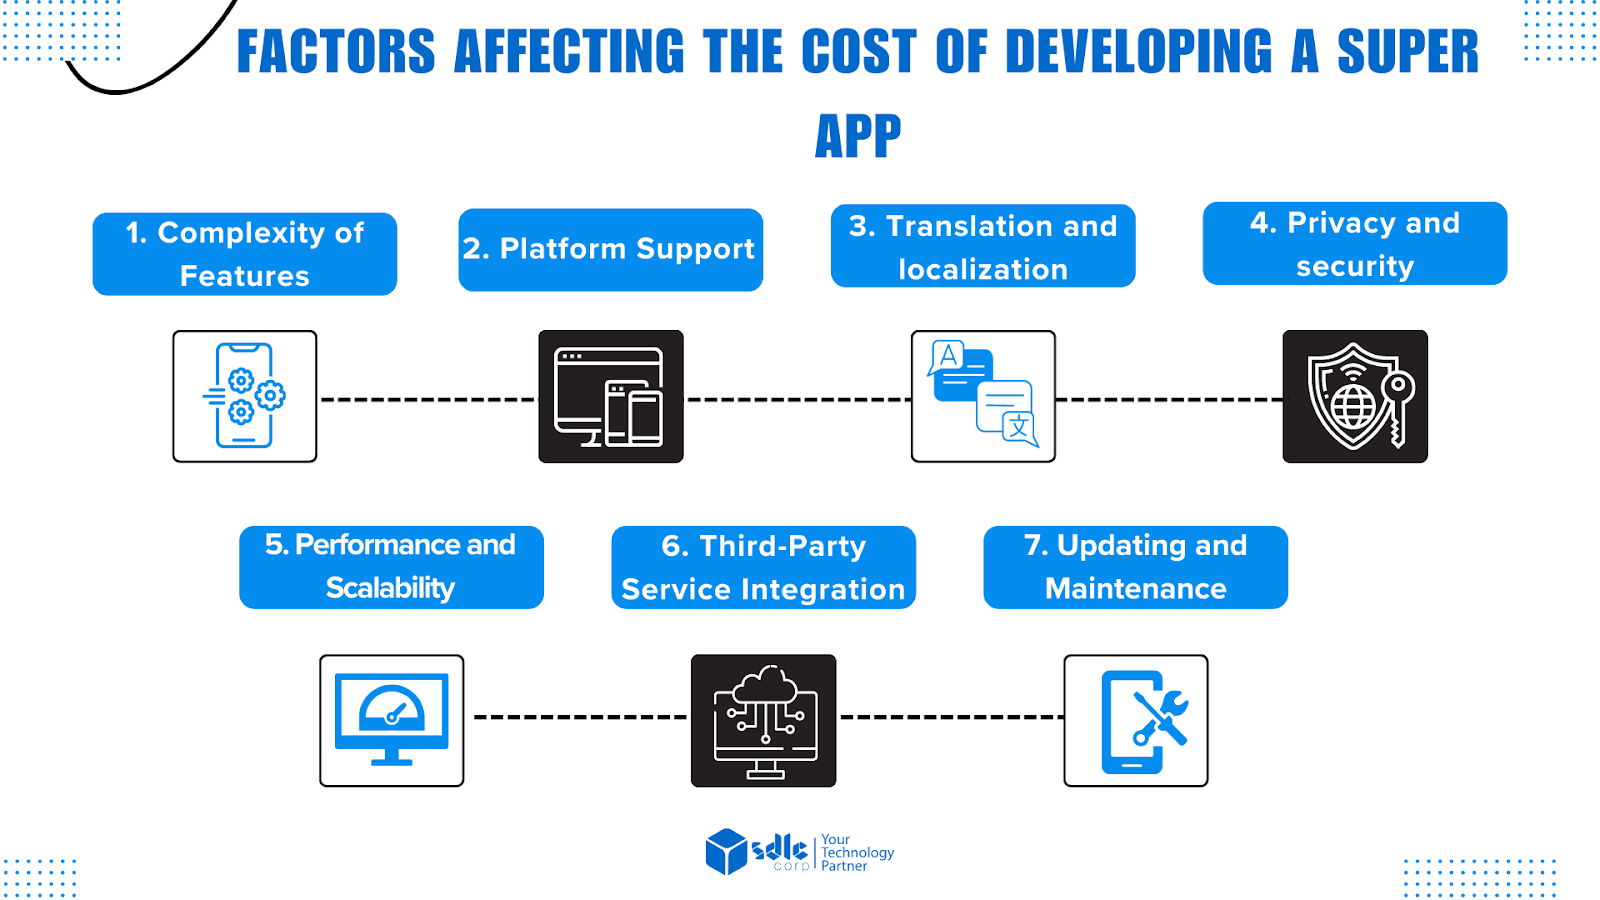 FACTORS AFFECTING THE COST OF DEVELOPING A SUPER
APP
1. Complexity of
Features
2. Platform Support
3. Translation and
localization
4. Privacy and
security
A
文
5. Performance and
Scalability
6. Third-Party
Service Integration
7. Updating and
Maintenance
sdlc
corp
Your
Technology
Partner